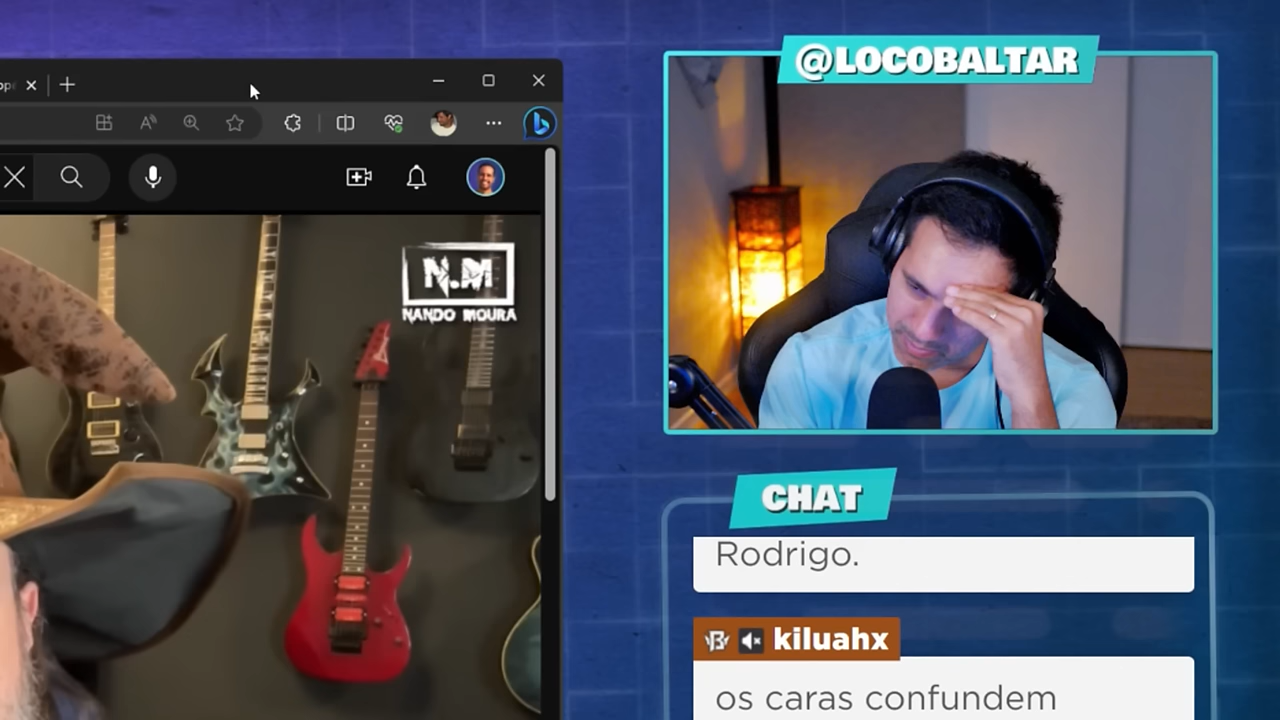 @LOCOBALTAR
N.M
NANDO MOURA
CHAT
Rodrigo.
kiluahx
os caras confundem